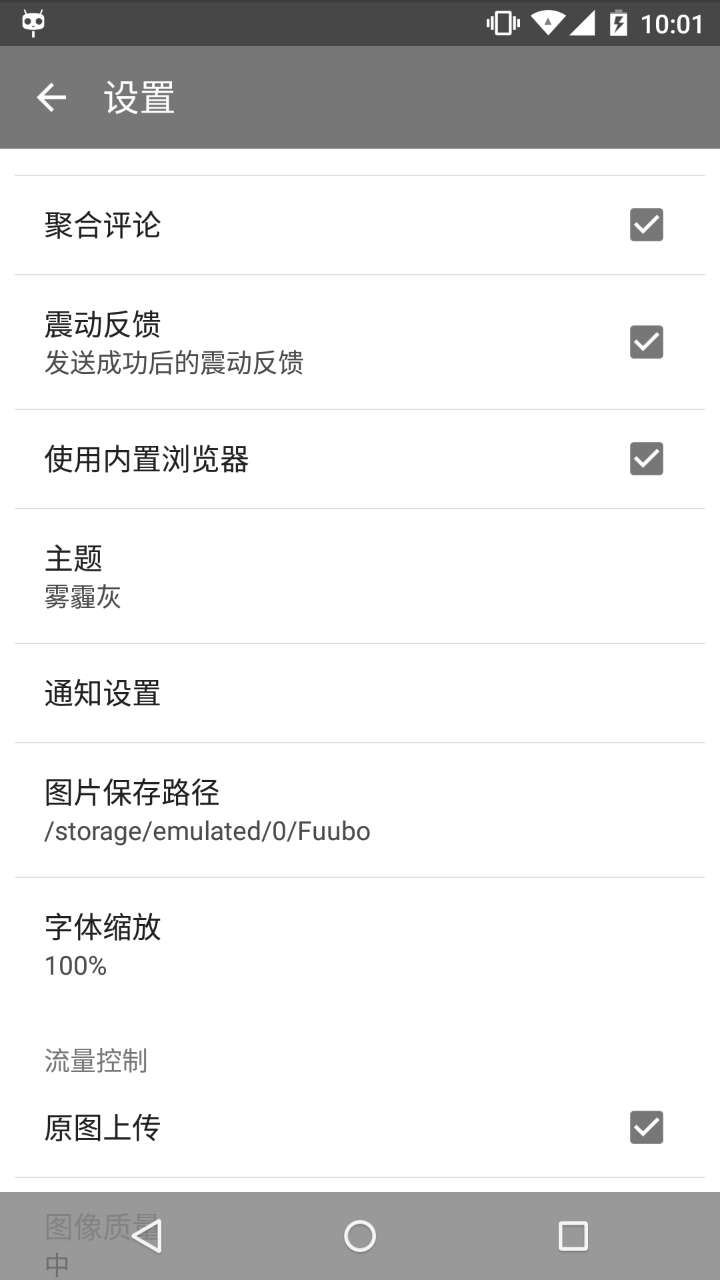 10:01
设置
聚合评论
震动反馈
发送成功后的震动反馈
使用内置浏览器
主题
雾霾灰
通知设置
图片保存路径
/storage/emulated/0/Fuubo
字体缩放
100%
流量控制
原图上传
图像质量
中